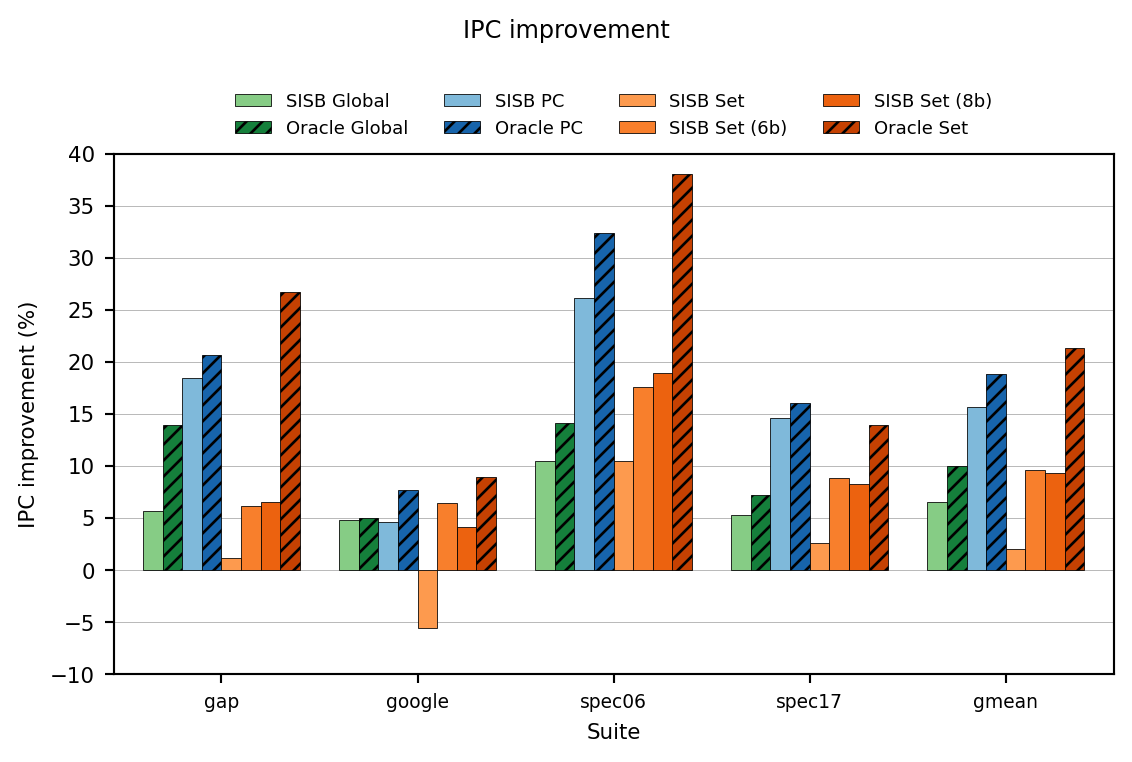 IPC improvement
SISB Global
SISB PC
SISB Set
SISB Set (8b)
Oracle Global
Oracle PC
SISB Set (6b)
Oracle Set
IPC improvement (%)
40
35
30
25
20
15
10
5
0
−5
−10
gap
google
spec06
spec17
gmean
Suite